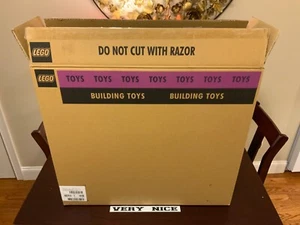 LEGO DO NOT CUT WITH RAZOR
LEGO TOYS TOYS TOYS TOYS TOYS TOYS TOYS
BUILDING TOYS BUILDING TOYS
VERY NICE